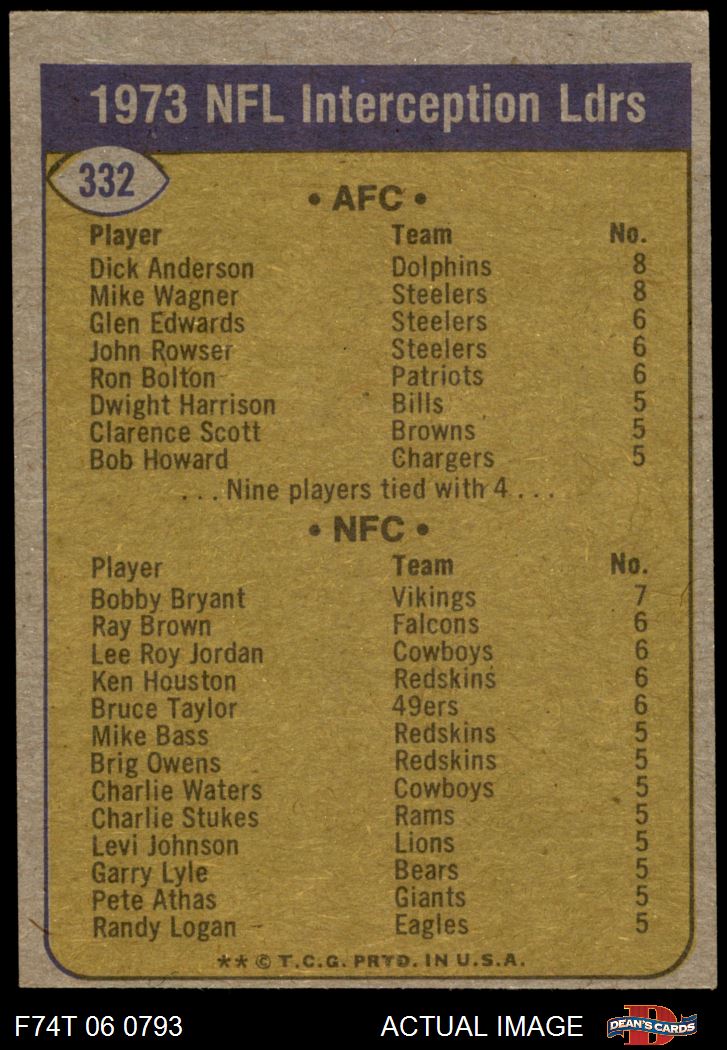 1973 NFL Interception Ldrs
332
• AFC •
Player Team No.
Dick Anderson Dolphins 8
Mike Wagner Steelers 8
Glen Edwards Steelers 6
John Rowser Steelers 6
Ron Bolton Patriots 6
Dwight Harrison Bills 5
Clarence Scott Browns 5
Bob Howard Chargers 5
...Nine players tied with 4...
• NFC •
Player Team No.
Bobby Bryant Vikings 7
Ray Brown Falcons 6
Lee Roy Jordan Cowboys 6
Ken Houston Redskins 6
Bruce Taylor 49ers 6
Mike Bass Redskins 5
Brig Owens Redskins 5
Charlie Waters Cowboys 5
Charlie Stukes Rams 5
Levi Johnson Lions 5
Garry Lyle Bears 5
Pete Athas Giants 5
Randy Logan Eagles 5
** © T.C.G. PRTD. IN U.S.A.
F74T 06 0793 ACTUAL IMAGE
D
DEAN'S CARDS